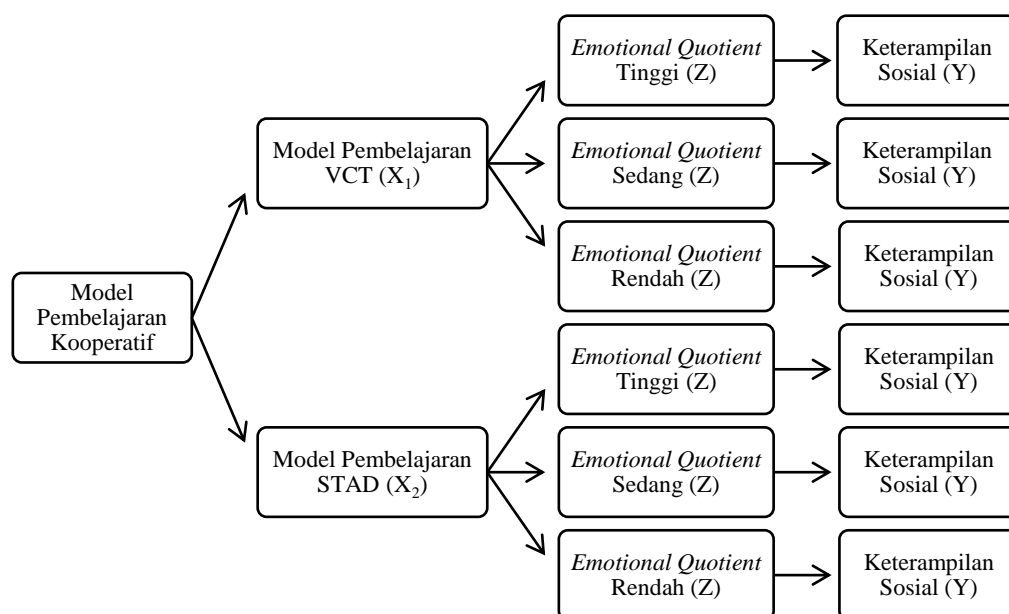 Emotional Quotient
Tinggi (Z)
Keterampilan
Sosial (Y)
Model Pembelajaran
VCT (X₁)
Emotional Quotient
Sedang (Z)
Keterampilan
Sosial (Y)
Emotional Quotient
Rendah (Z)
Keterampilan
Sosial (Y)
Model
Pembelajaran
Kooperatif
Emotional Quotient
Tinggi (Z)
Keterampilan
Sosial (Y)
Model Pembelajaran
STAD (X₂)
Emotional Quotient
Sedang (Z)
Keterampilan
Sosial (Y)
Emotional Quotient
Rendah (Z)
Keterampilan
Sosial (Y)